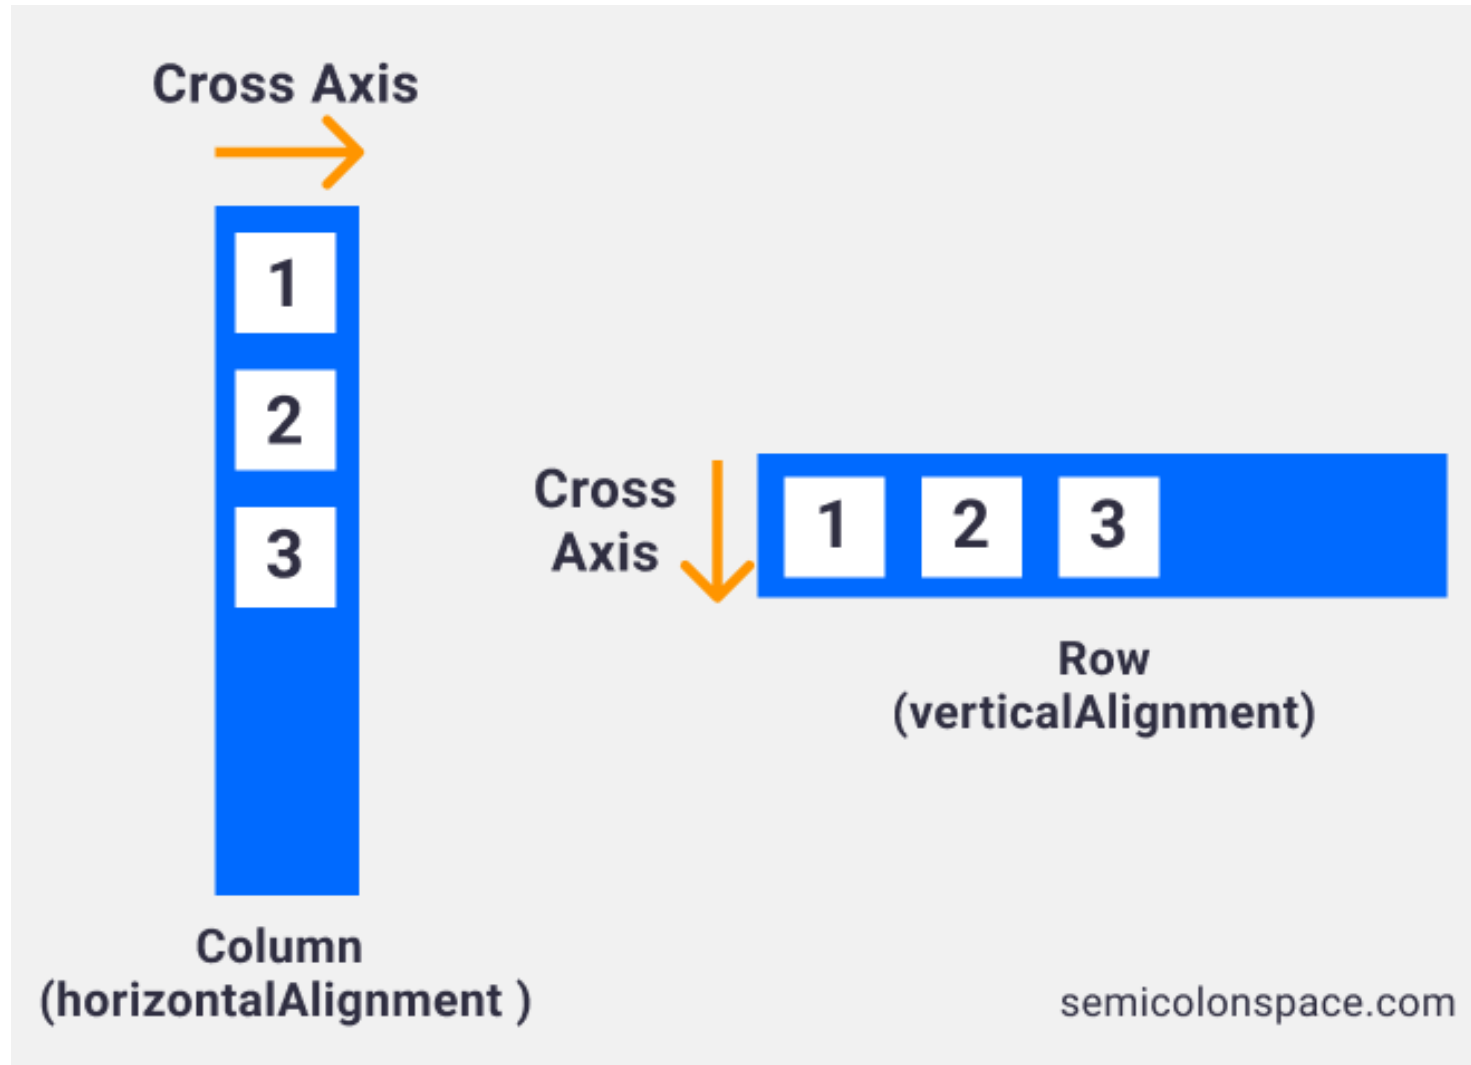 Cross Axis
1
2
3
Column
(horizontalAlignment )
Cross
Axis
1 2 3
Row
(verticalAlignment)
semicolonspace.com